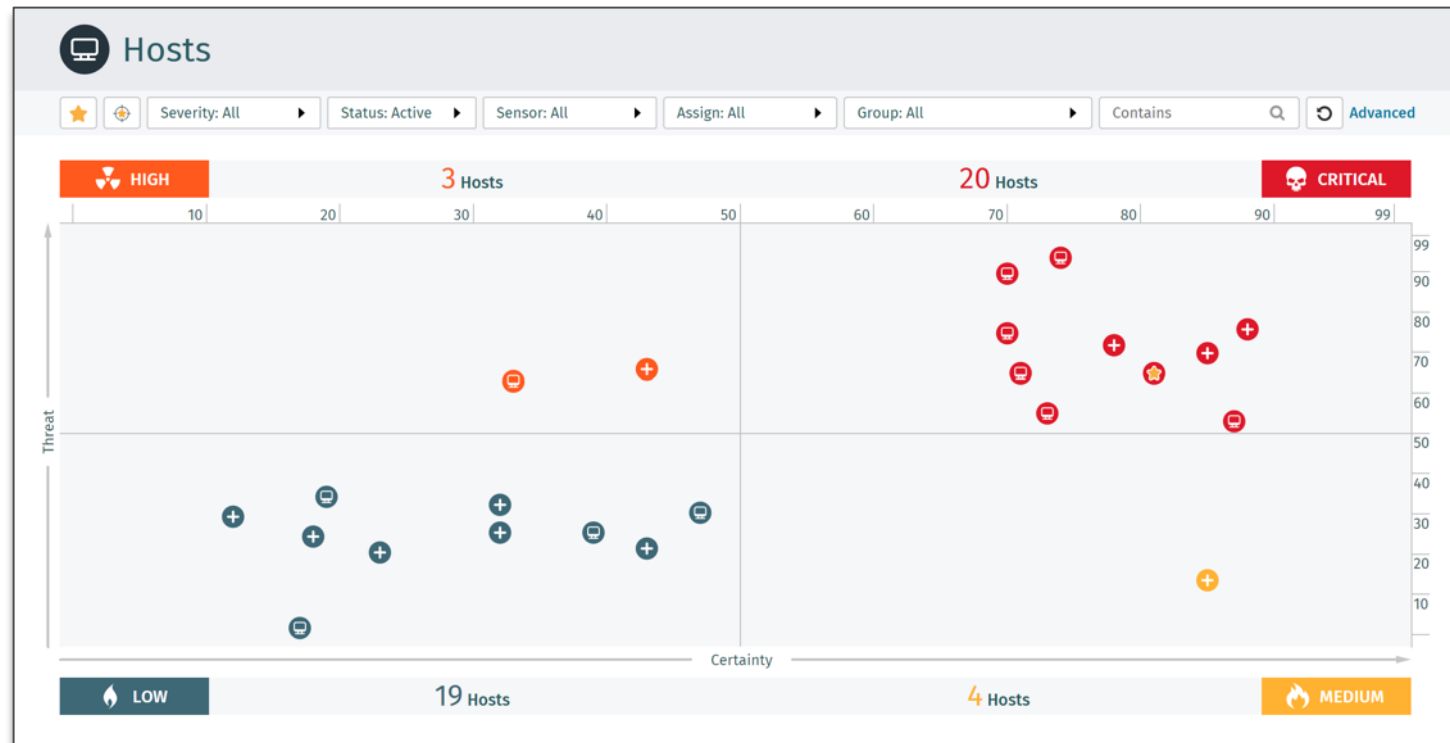 Hosts
Severity: All Status: Active Sensor: All Assign: All Group: All Contains Advanced
HIGH 3 Hosts 20 Hosts CRITICAL
10 20 30 40 50 60 70 80 90 99
99
90
80
70
60
Threat
50
40
30
20
10
Certainty
LOW 19 Hosts 4 Hosts MEDIUM